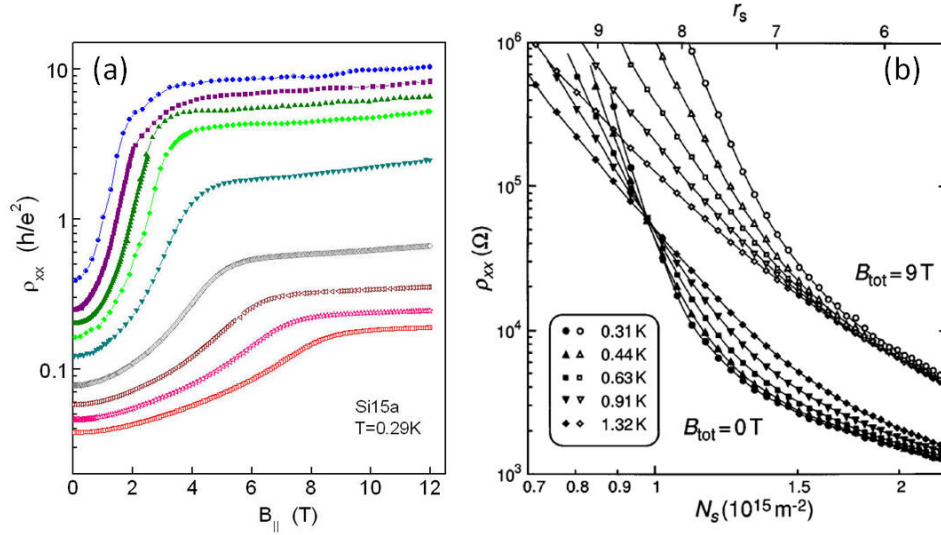 (a)
10
1
0.1
ρxx (h/e²)
Si15a
T=0.29K
0 2 4 6 8 10 12
B|| (T)
rs
9 8 7 6
(b)
10⁶
10⁵
10⁴
10³
ρxx (Ω)
Btot = 9 T
0.31 K
0.44 K
0.63 K
0.91 K
1.32 K
Btot = 0 T
0.7 0.8 0.9 1 1.5 2
Ns (10¹⁵ m⁻²)